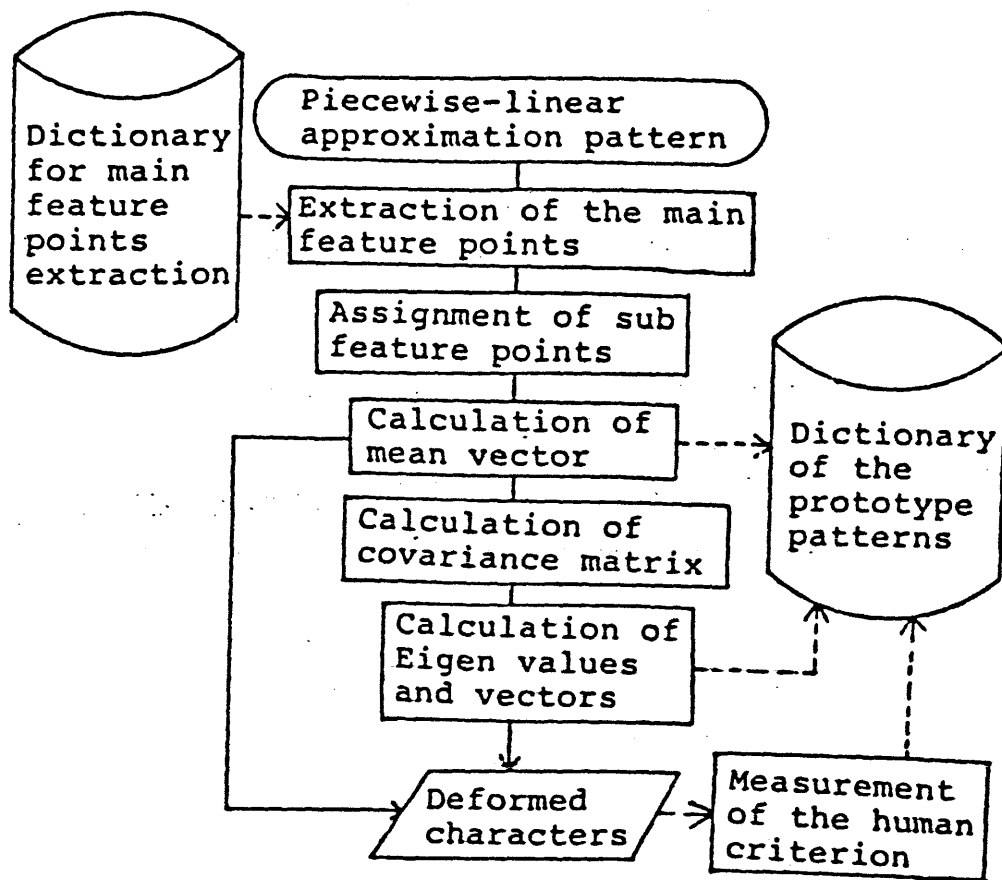 Dictionary
for main
feature
points
extraction
Piecewise-linear
approximation pattern
Extraction of the main
feature points
Assignment of sub
feature points
Calculation of
mean vector
Calculation of
covariance matrix
Calculation of
Eigen values
and vectors
Dictionary
of the
prototype
patterns
Deformed
characters
Measurement
of the human
criterion